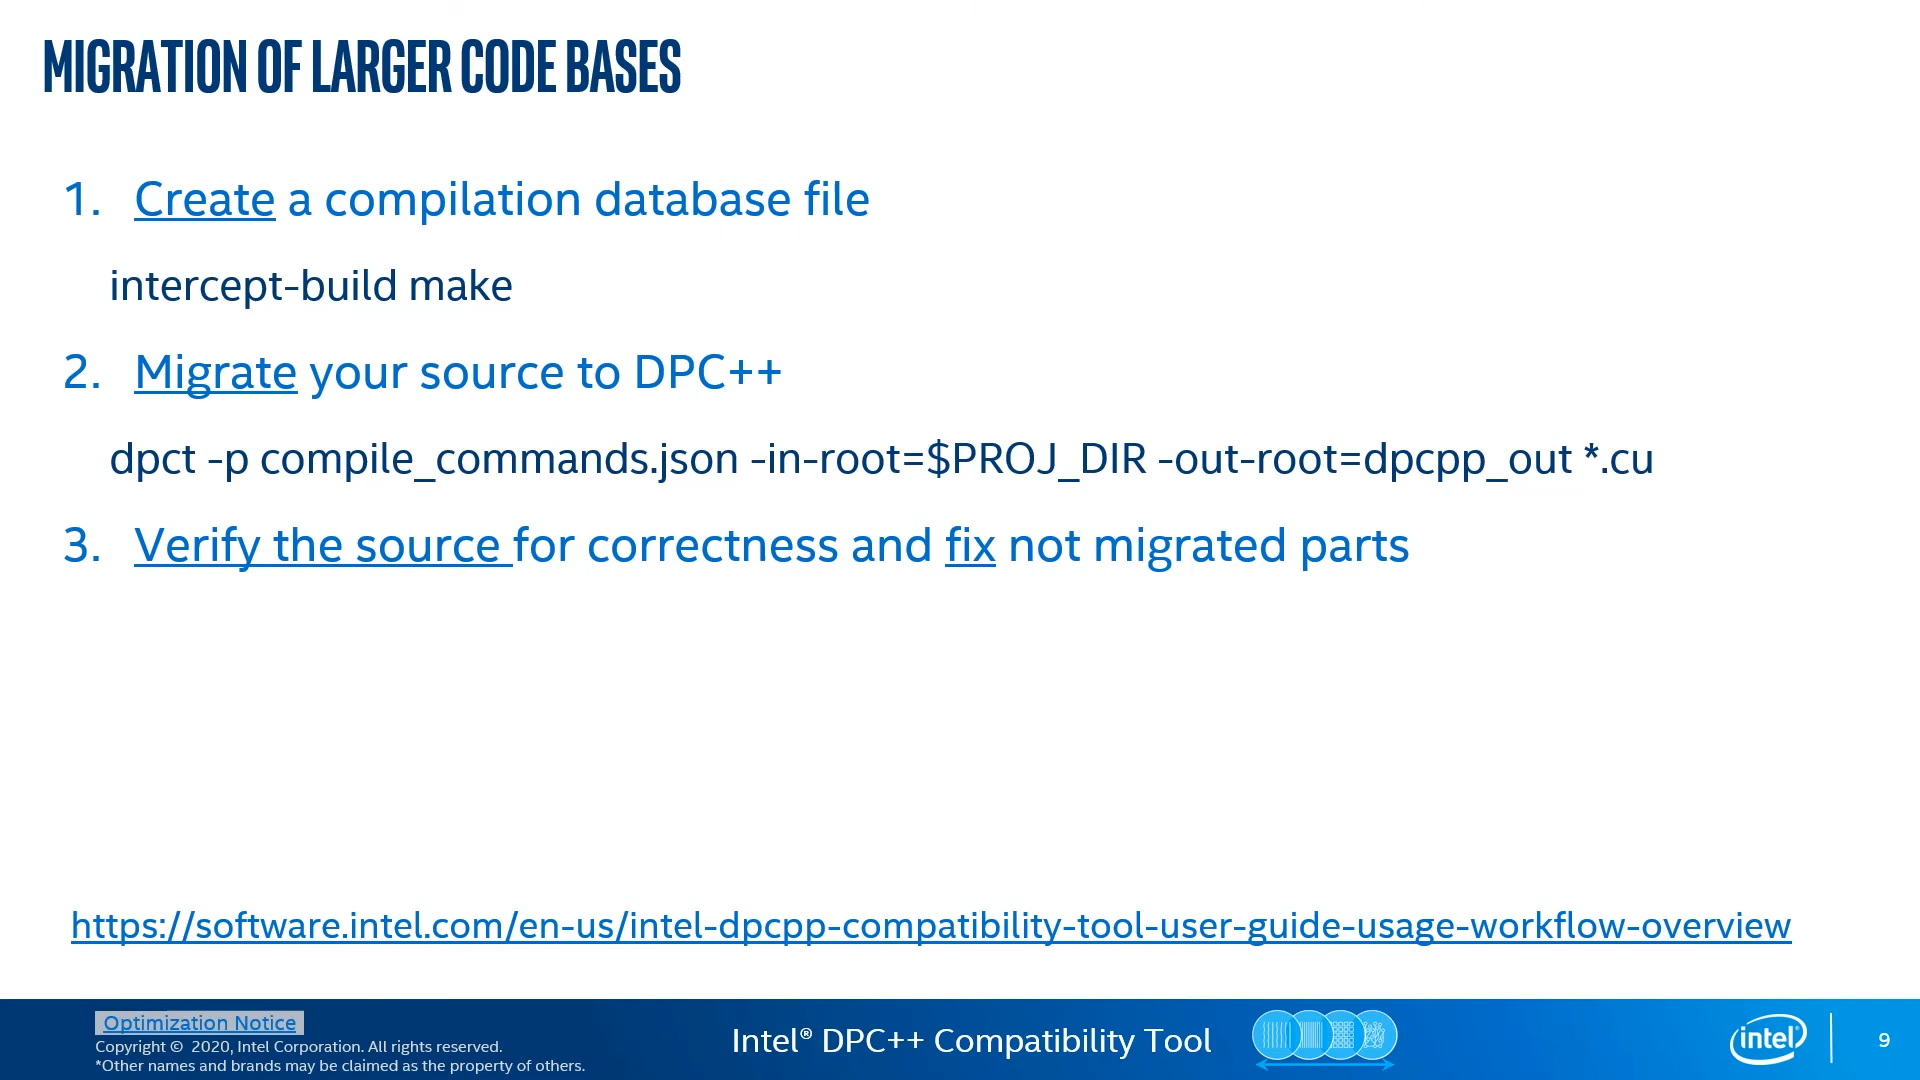 MIGRATION OF LARGER CODE BASES
1. Create a compilation database file
intercept-build make
2. Migrate your source to DPC++
dpct -p compile_commands.json -in-root=$PROJ_DIR -out-root=dpcpp_out *.cu
3. Verify the source for correctness and fix not migrated parts
https://software.intel.com/en-us/intel-dpcpp-compatibility-tool-user-guide-usage-workflow-overview
Optimization Notice
Copyright © 2020, Intel Corporation. All rights reserved.
*Other names and brands may be claimed as the property of others.
Intel® DPC++ Compatibility Tool
intel®
9